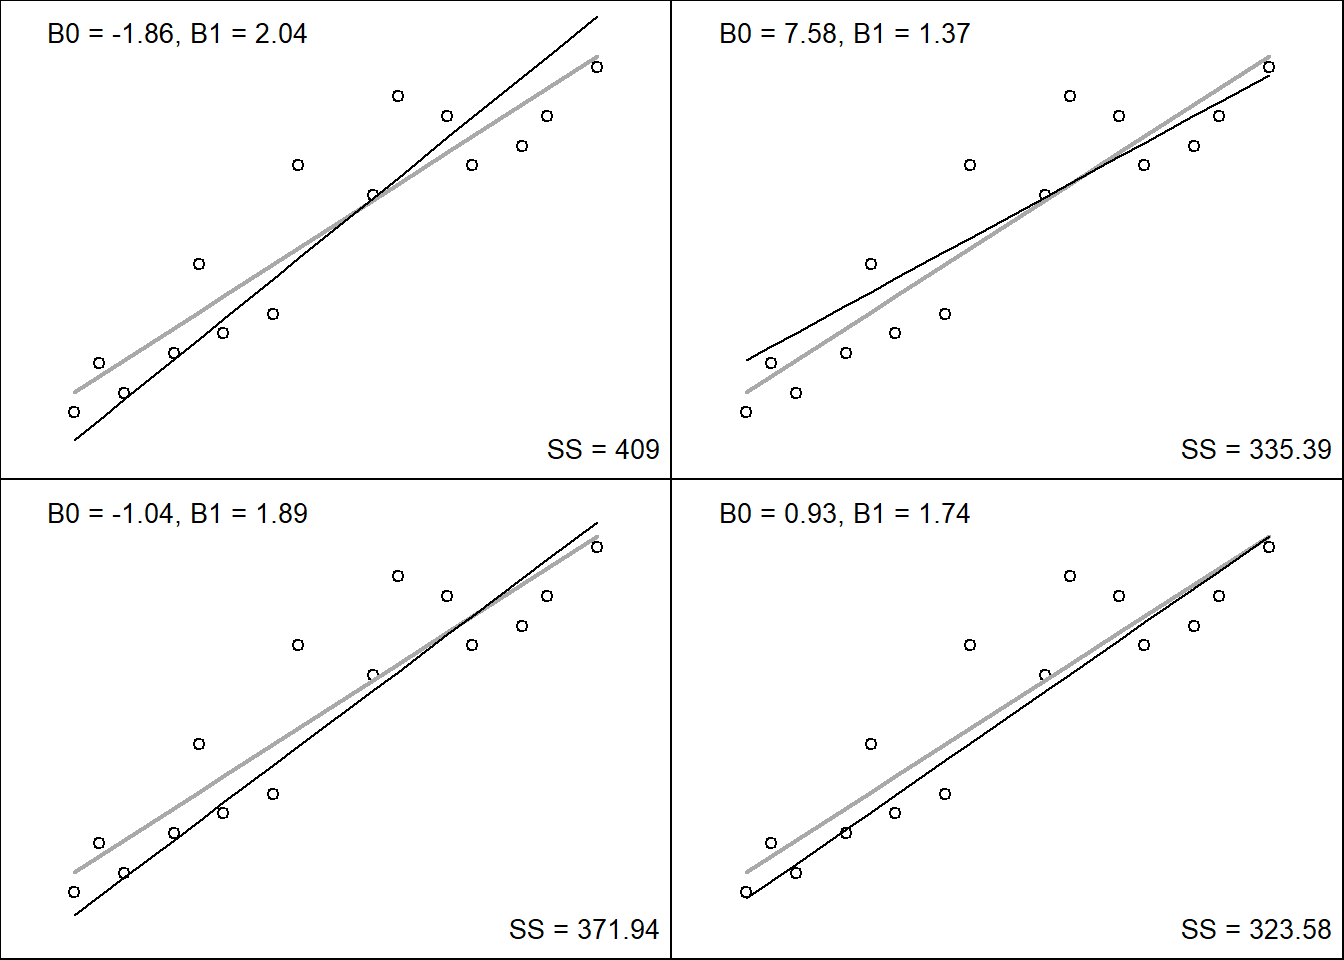 B0 = -1.86, B1 = 2.04
SS = 409
B0 = 7.58, B1 = 1.37
SS = 335.39
B0 = -1.04, B1 = 1.89
SS = 371.94
B0 = 0.93, B1 = 1.74
SS = 323.58